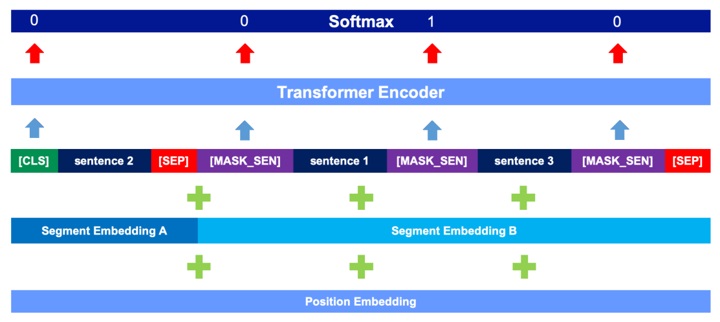 0 0 Softmax 1 0
Transformer Encoder
[CLS] sentence 2 [SEP] [MASK_SEN] sentence 1 [MASK_SEN] sentence 3 [MASK_SEN] [SEP]
Segment Embedding A Segment Embedding B
Position Embedding